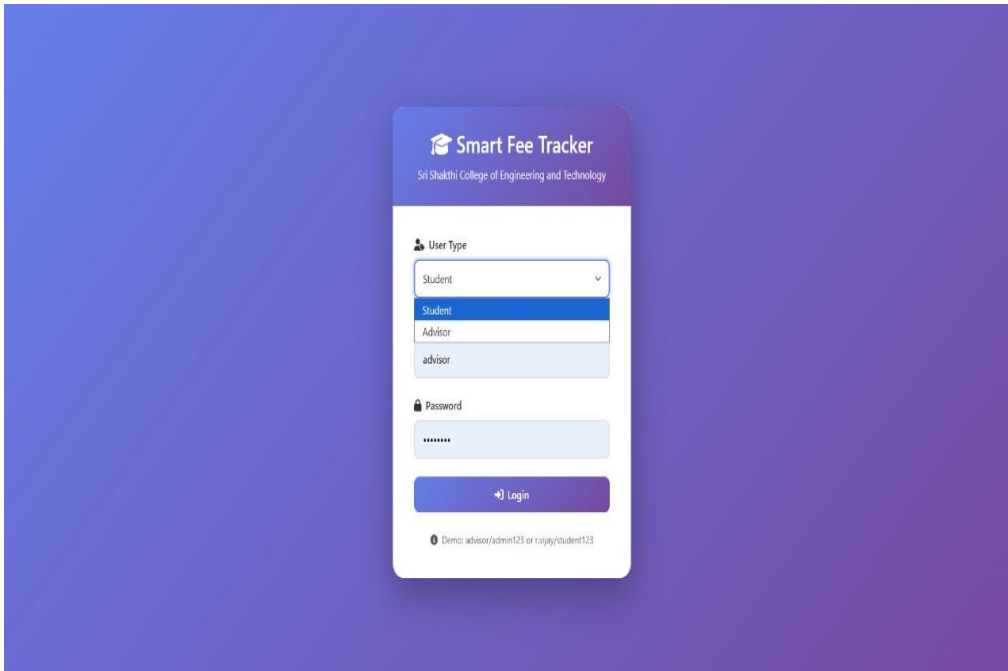 Smart Fee Tracker
Sri Shakthi College of Engineering and Technology
User Type
Student
Student
Advisor
advisor
Password
••••••••
Login
Demo: advisor/admin123 or r.vijay/student123